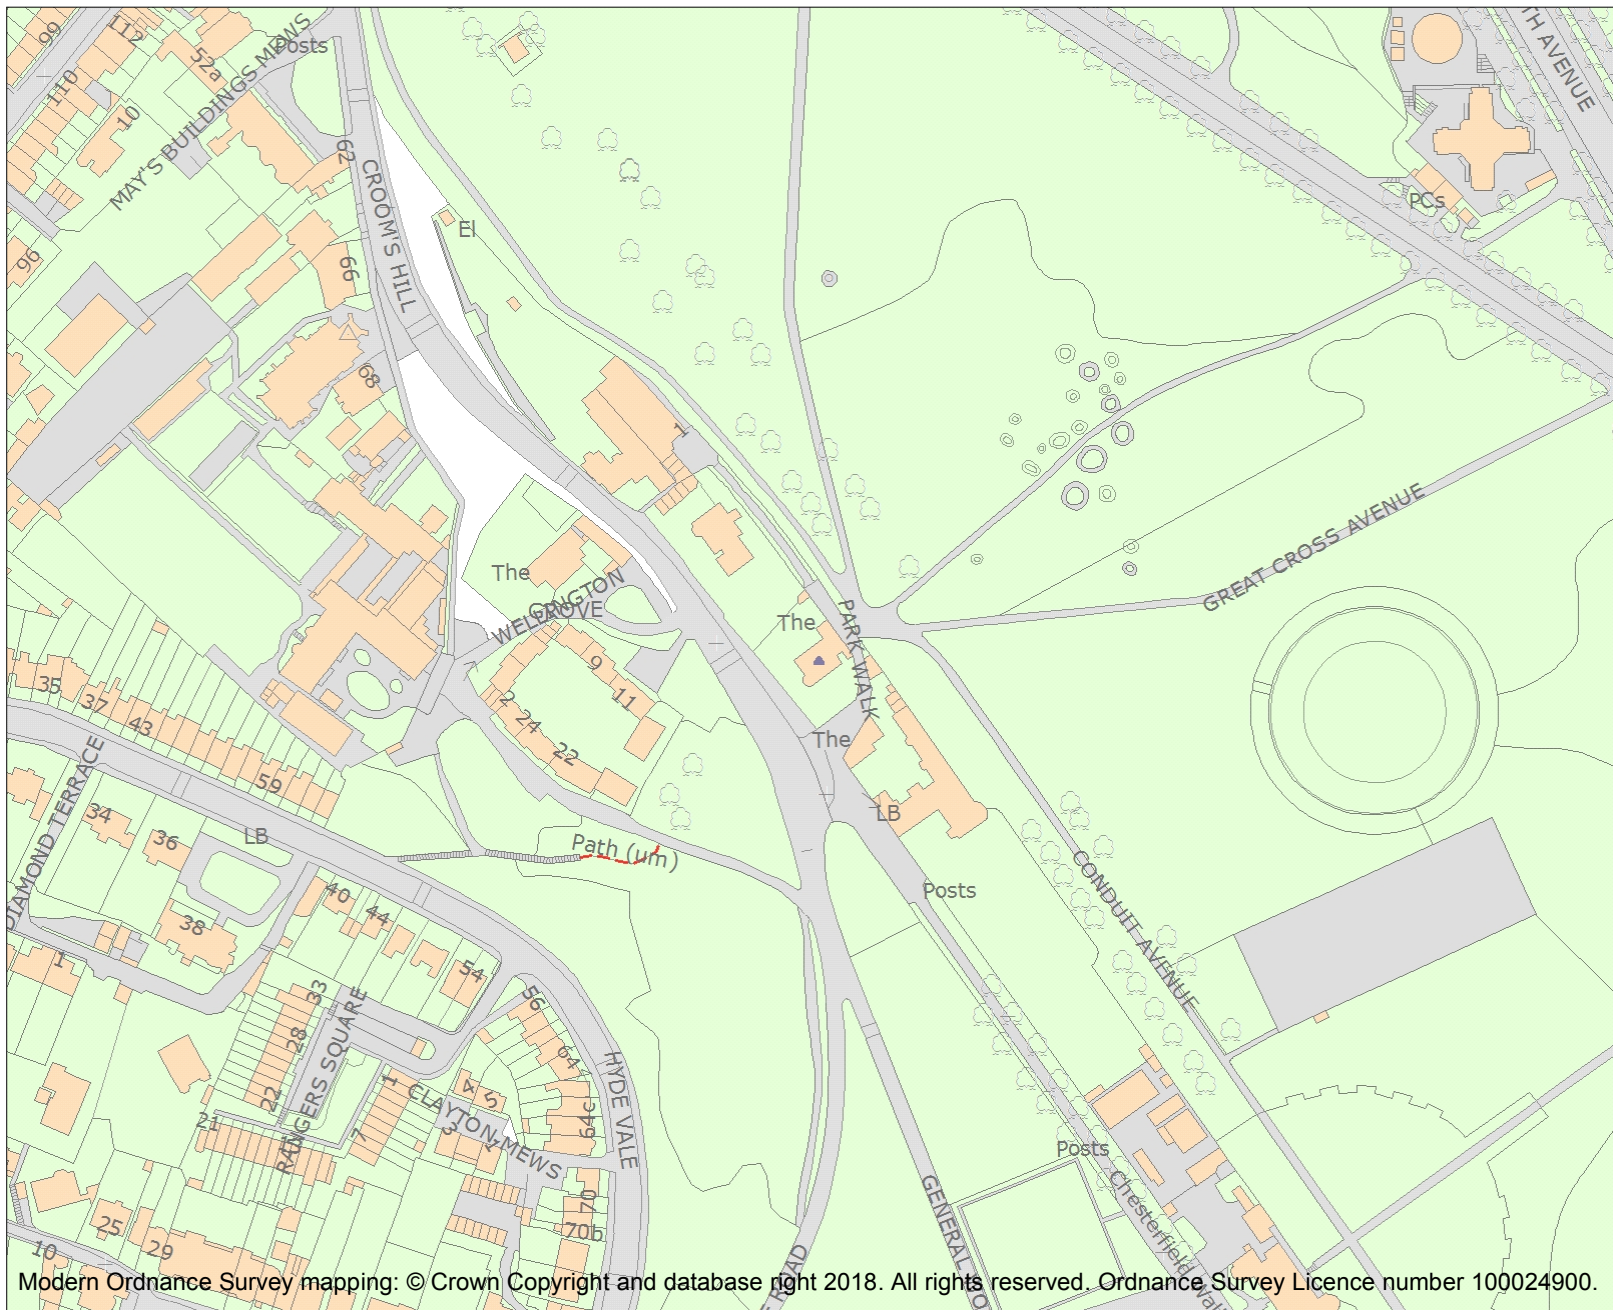 99
112
52a
Posts
110
10
MAY'S BUILDINGS MEWS
62
CROOM'S HILL
TH AVENUE
PCs
El
96
66
68
1
The
WELLINGTON
GROVE
The
PARK WALK
GREAT CROSS AVENUE
9
11
2
24
22
35
37
43
59
The
LB
DIAMOND TERRACE
34
36
LB
Path (um)
CONDUIT AVENUE
Posts
40
44
38
54
1
33
56
28
RANGERS SQUARE
64
HYDE VALE
22
1
CLAYTON MEWS
4
5
21
7
3
64c
Posts
Chesterfield Wal
GENERAL
70
70b
25
29
10
ROAD
Modern Ordnance Survey mapping: © Crown Copyright and database right 2018. All rights reserved. Ordnance Survey Licence number 100024900.